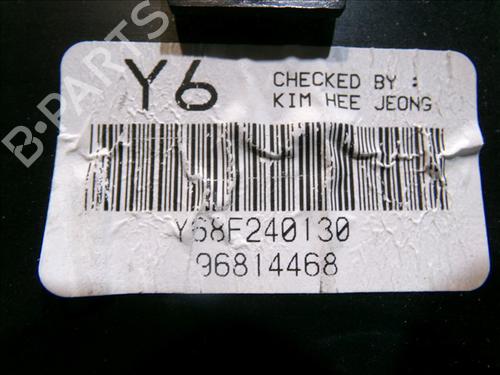 Y6
CHECKED BY :
KIM HEE JEONG
Y68F240130
96814468
B-PARTS